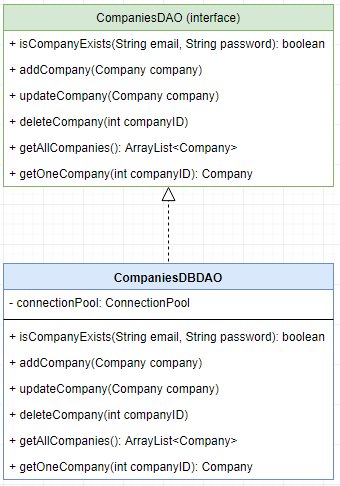 CompaniesDAO (interface)
+ isCompanyExists(String email, String password): boolean
+ addCompany(Company company)
+ updateCompany(Company company)
+ deleteCompany(int companyID)
+ getAllCompanies(): ArrayList<Company>
+ getOneCompany(int companyID): Company
CompaniesDBDAO
- connectionPool: ConnectionPool
+ isCompanyExists(String email, String password): boolean
+ addCompany(Company company)
+ updateCompany(Company company)
+ deleteCompany(int companyID)
+ getAllCompanies(): ArrayList<Company>
+ getOneCompany(int companyID): Company